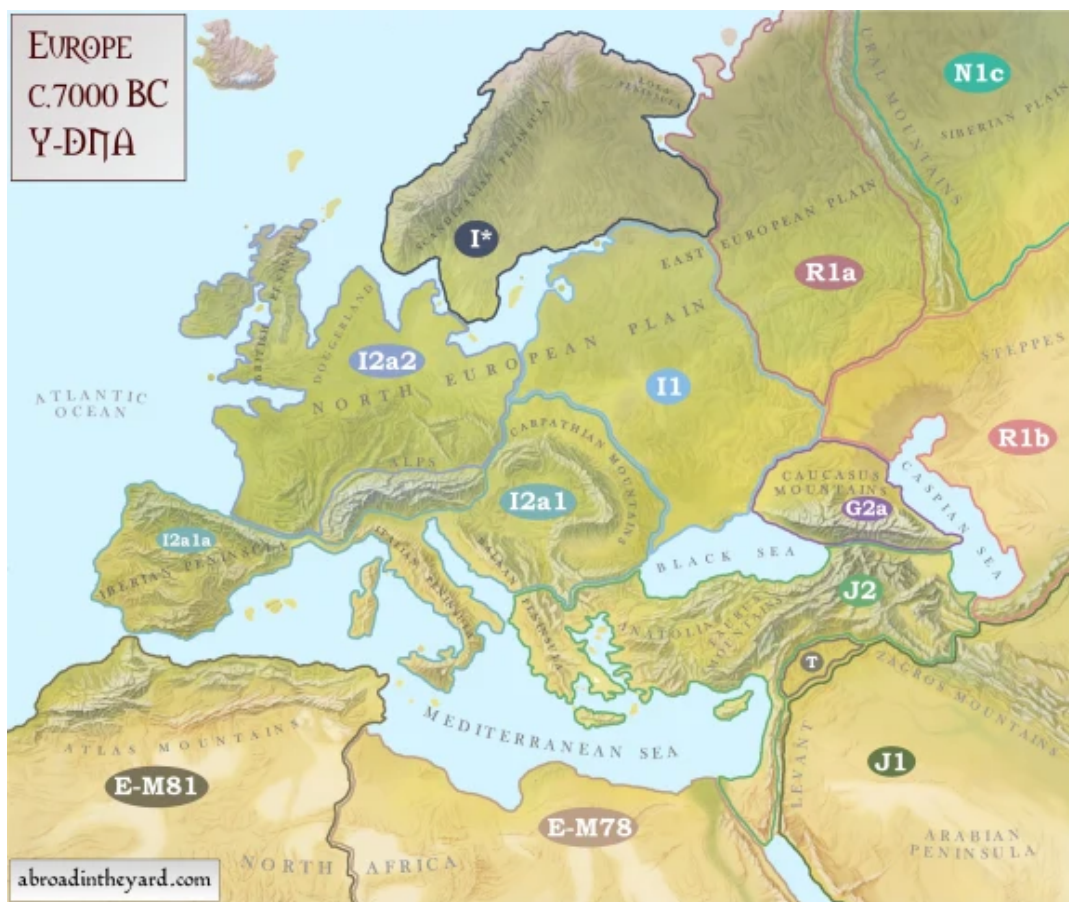 EUROPE
C.7000 BC
Y-DNA
URAL MOUNTAINS
N1c
SIBERIAN PLAIN
SCANDINAVIAN PENINSULA
I*
EAST EUROPEAN PLAIN
R1a
BRITISH PENINSULA
DOGGERLAND
I2a2
NORTH EUROPEAN PLAIN
I1
STEPPES
ATLANTIC
OCEAN
R1b
CARPATHIAN MOUNTAINS
ALPS
I2a1
CAUCASUS
MOUNTAINS
G2a
CASPIAN SEA
I2a1a
IBERIAN PENINSULA
ITALIAN PENINSULA
BALKAN
PENINSULA
BLACK SEA
J2
ANATOLIA
TAURUS
MOUNTAINS
T
ZAGROS MOUNTAINS
MEDITERRANEAN SEA
ATLAS MOUNTAINS
E-M81
LEVANT
J1
E-M78
ARABIAN
PENINSULA
NORTH AFRICA
abroadintheyard.com